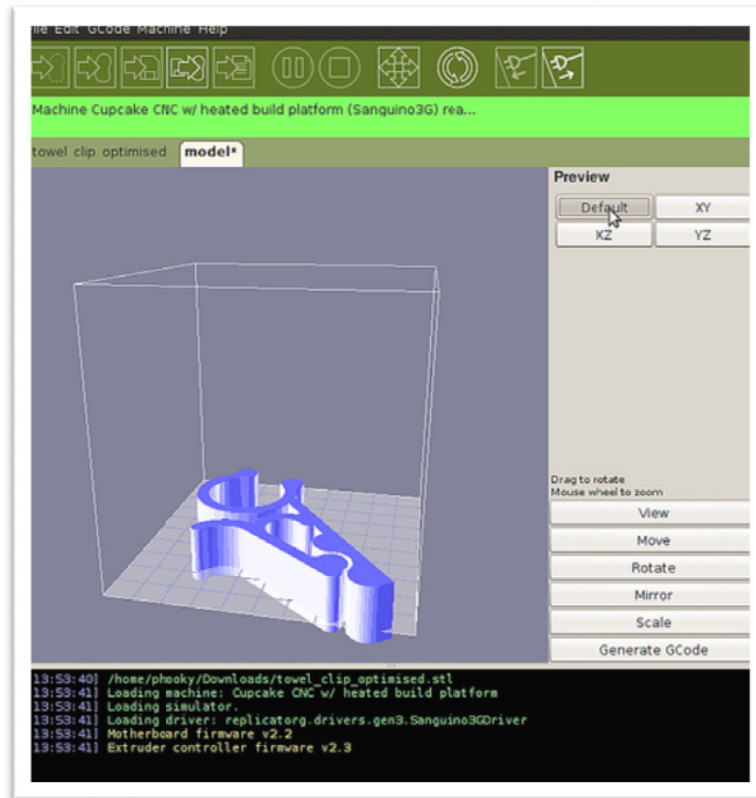 ile Edit GCode Machine Help
Machine Cupcake CNC w/ heated build platform (Sanguino3G) rea...
towel clip optimised model*
Preview
Default XY
XZ YZ
Drag to rotate
Mouse wheel to zoom
View
Move
Rotate
Mirror
Scale
Generate GCode
13:53:40] /home/phooky/Downloads/towel_clip_optimised.stl
13:53:41] Loading machine: Cupcake CNC w/ heated build platform
13:53:41] Loading simulator.
13:53:41] Loading driver: replicatorg.drivers.gen3.Sanguino3GDriver
13:53:41] Motherboard firmware v2.2
13:53:41] Extruder controller firmware v2.3